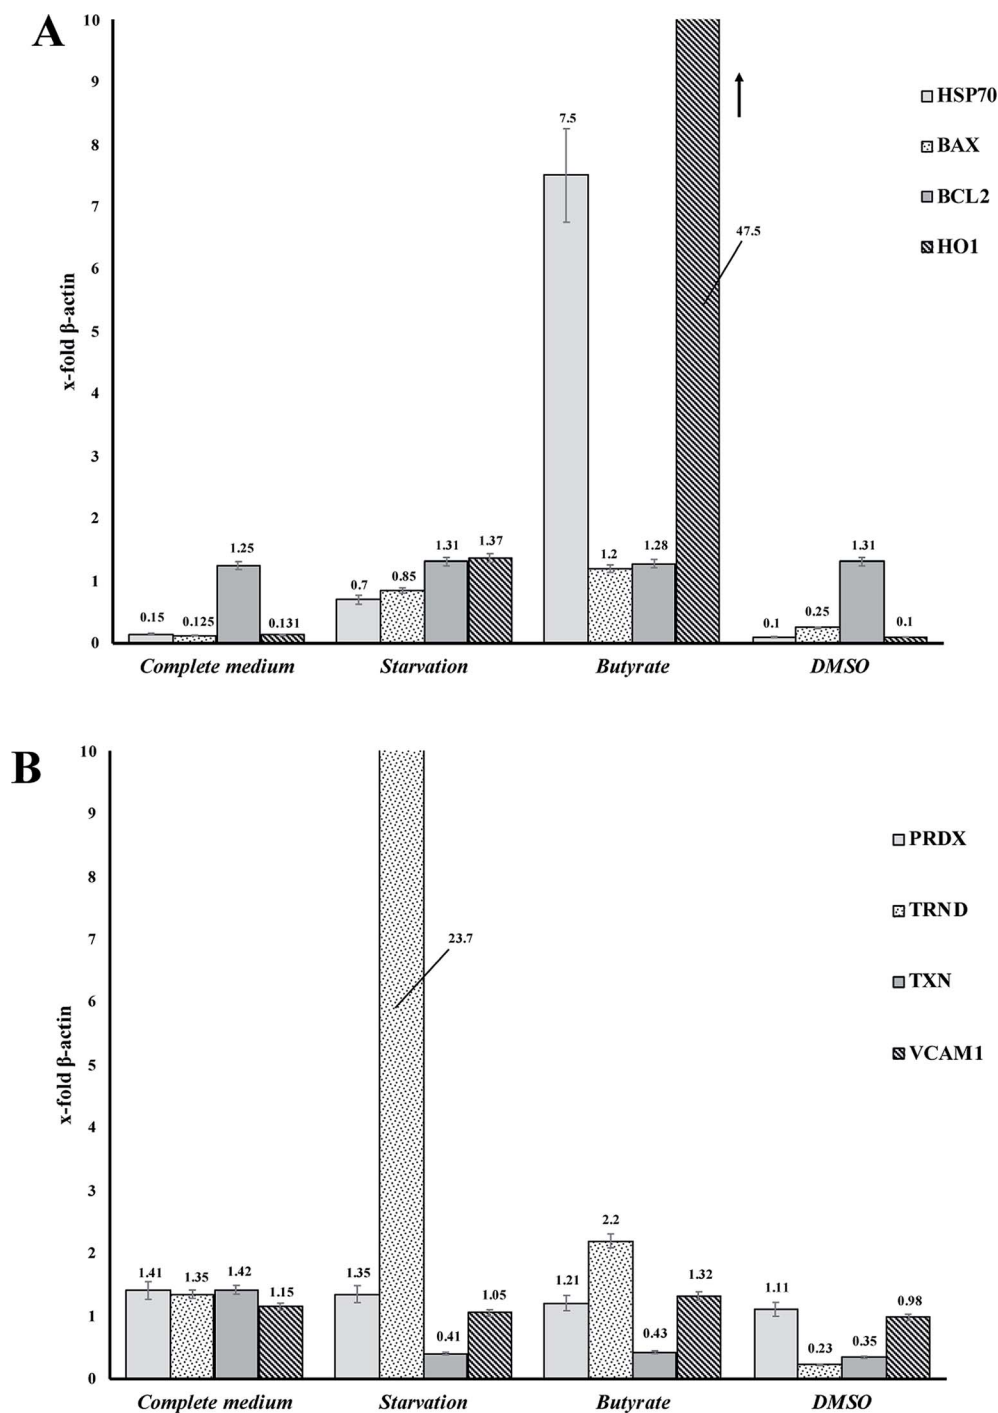 A
10
9
8
7
6
5
4
3
2
1
0
x-fold β-actin
0.15
0.125
1.25
0.131
0.7
0.85
1.31
1.37
7.5
1.2
1.28
47.5
0.1
0.25
1.31
0.1
Complete medium
Starvation
Butyrate
DMSO
HSP70
BAX
BCL2
HO1
B
10
9
8
7
6
5
4
3
2
1
0
x-fold β-actin
1.41
1.35
1.42
1.15
1.35
23.7
0.41
1.05
1.21
2.2
0.43
1.32
1.11
0.23
0.35
0.98
Complete medium
Starvation
Butyrate
DMSO
PRDX
TRND
TXN
VCAM1